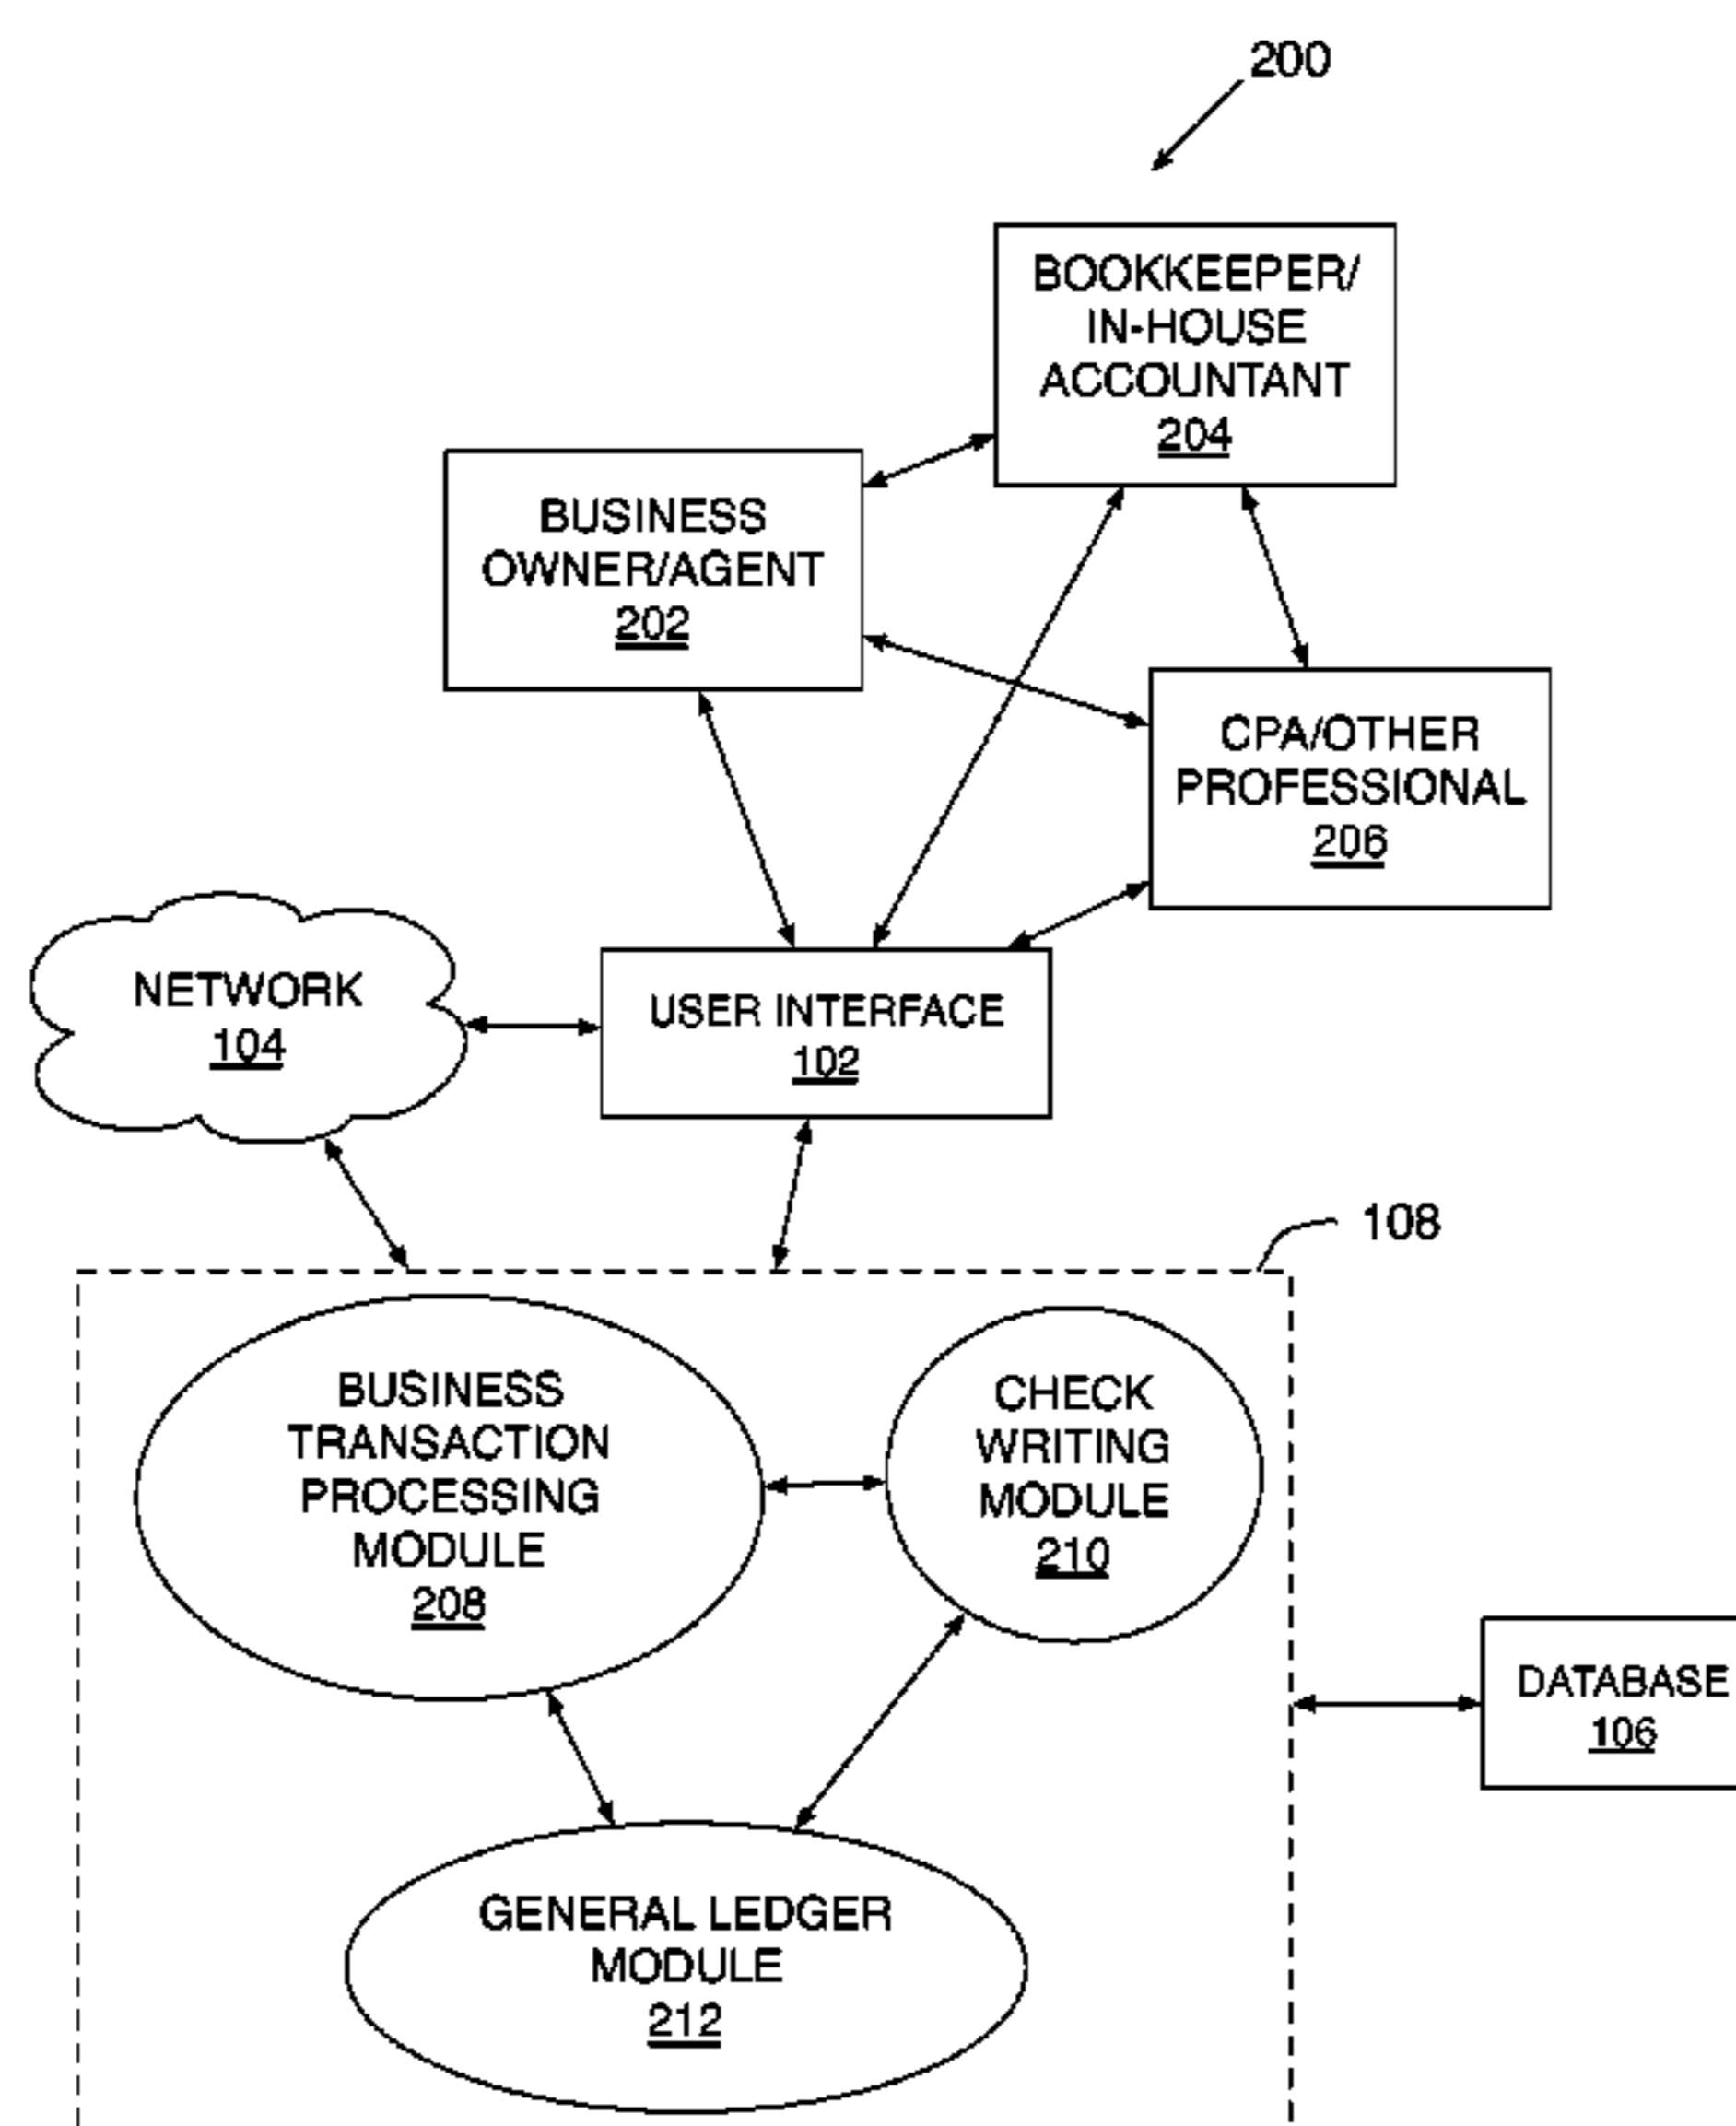 200
BOOKKEEPER/
IN-HOUSE
ACCOUNTANT
204
BUSINESS
OWNER/AGENT
202
CPA/OTHER
PROFESSIONAL
206
NETWORK
104
USER INTERFACE
102
108
BUSINESS
TRANSACTION
PROCESSING
MODULE
208
CHECK
WRITING
MODULE
210
DATABASE
106
GENERAL LEDGER
MODULE
212